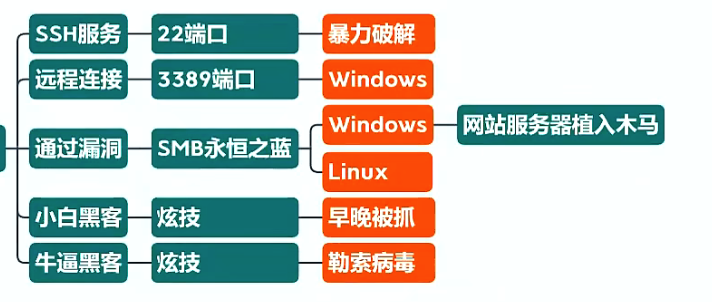 SSH服务 22端口 暴力破解
远程连接 3389端口 Windows
Windows 网站服务器植入木马
通过漏洞 SMB永恒之蓝
Linux
小白黑客 炫技 早晚被抓
牛逼黑客 炫技 勒索病毒